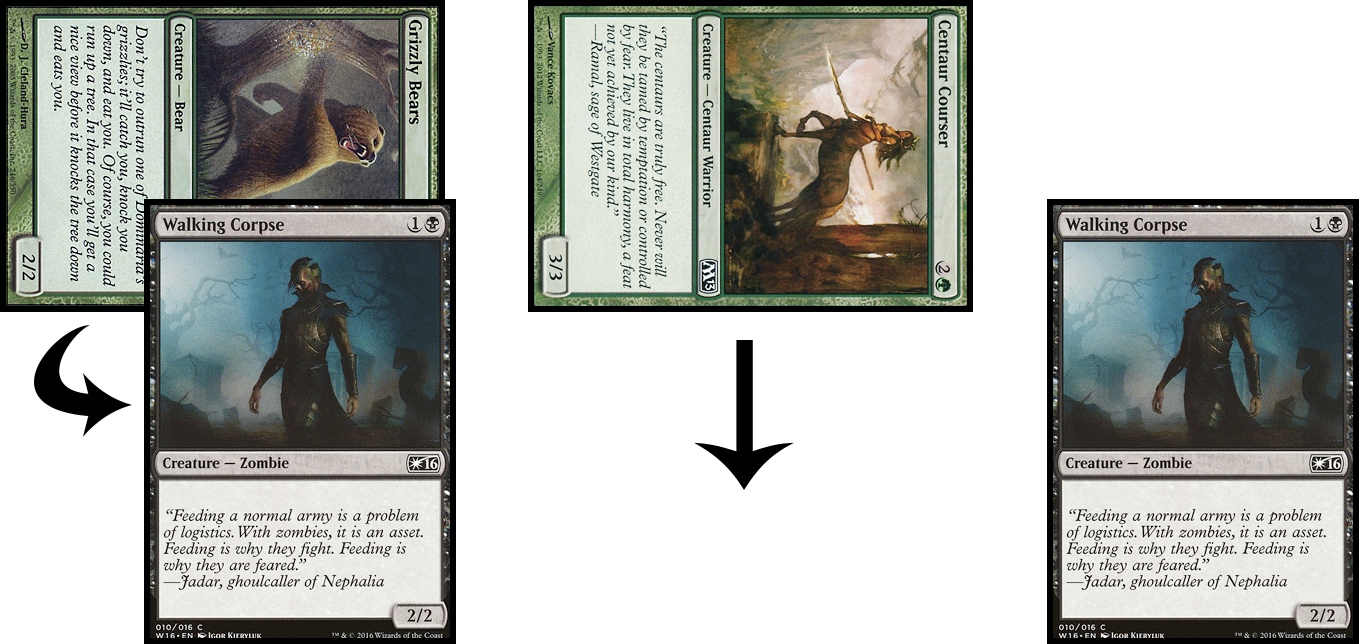 Grizzly Bears
Creature — Bear
Don't try to outrun one of Dominaria's
grizzlies; it'll catch you, knock you
down, and eat you. Of course, you could
run up a tree. In that case you'll get a
nice view before it knocks the tree down
and eats you.
2/2
—D. J. Cleland-Hura
Centaur Courser
2
Creature — Centaur Warrior
M13
"The centaurs are truly free. Never will
they be tamed by temptation or controlled
by fear. They live in total harmony, a feat
not yet achieved by our kind."
—Ramal, sage of Westgate
3/3
Vance Kovacs
Walking Corpse
1
Creature — Zombie
16
"Feeding a normal army is a problem
of logistics. With zombies, it is an asset.
Feeding is why they fight. Feeding is
why they are feared."
—Jadar, ghoulcaller of Nephalia
2/2
010/016 C
W16 • EN Igor Kieryluk
™ & © 2016 Wizards of the Coast
Walking Corpse
1
Creature — Zombie
16
"Feeding a normal army is a problem
of logistics. With zombies, it is an asset.
Feeding is why they fight. Feeding is
why they are feared."
—Jadar, ghoulcaller of Nephalia
2/2
010/016 C
W16 • EN Igor Kieryluk
™ & © 2016 Wizards of the Coast